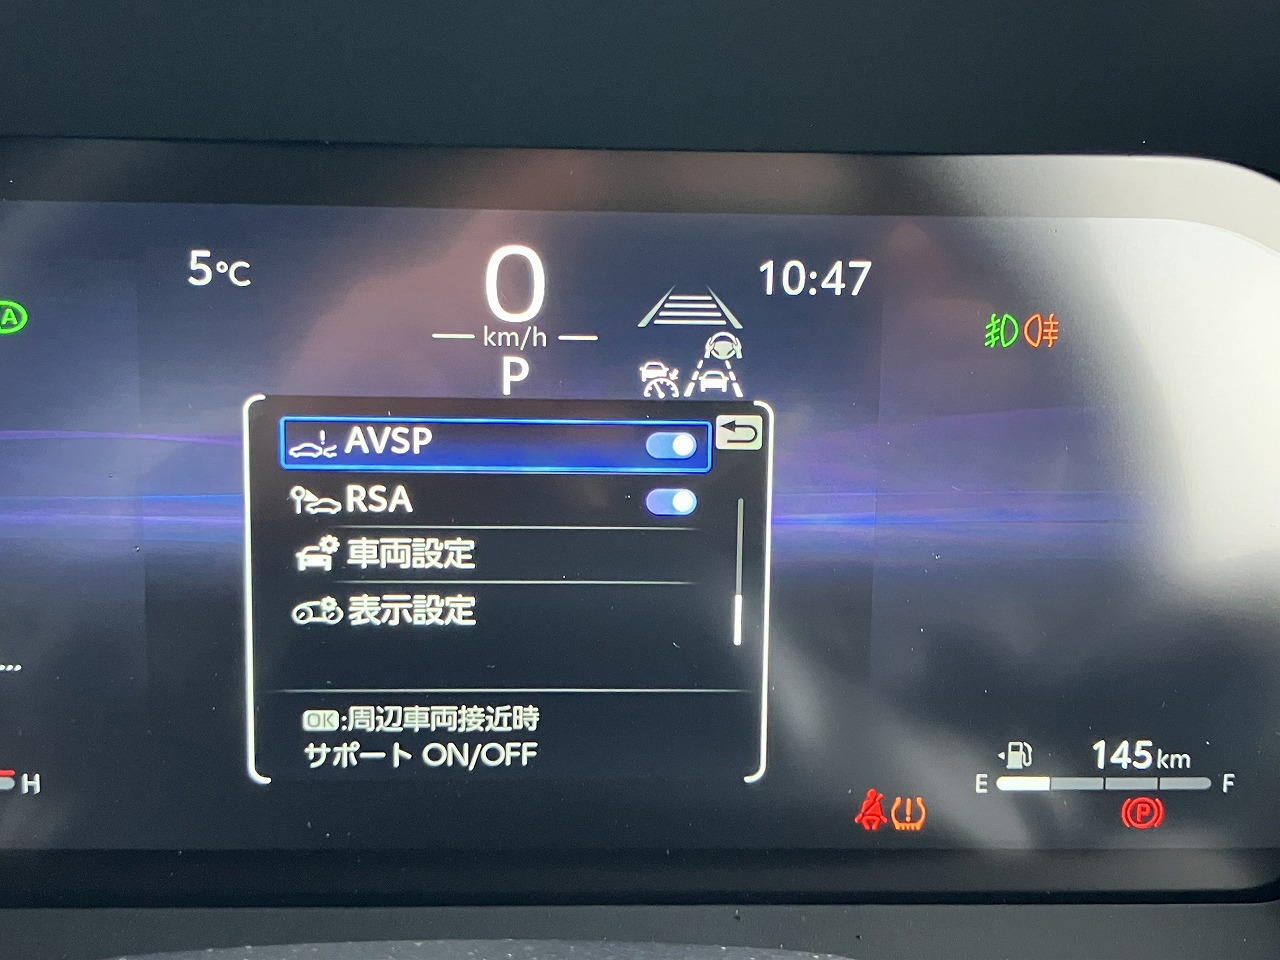 5°C
0
10:47
km/h
A
P
AVSP
RSA
車両設定
表示設定
...
OK:周辺車両接近時
サポート ON/OFF
145km
H
E
F
P